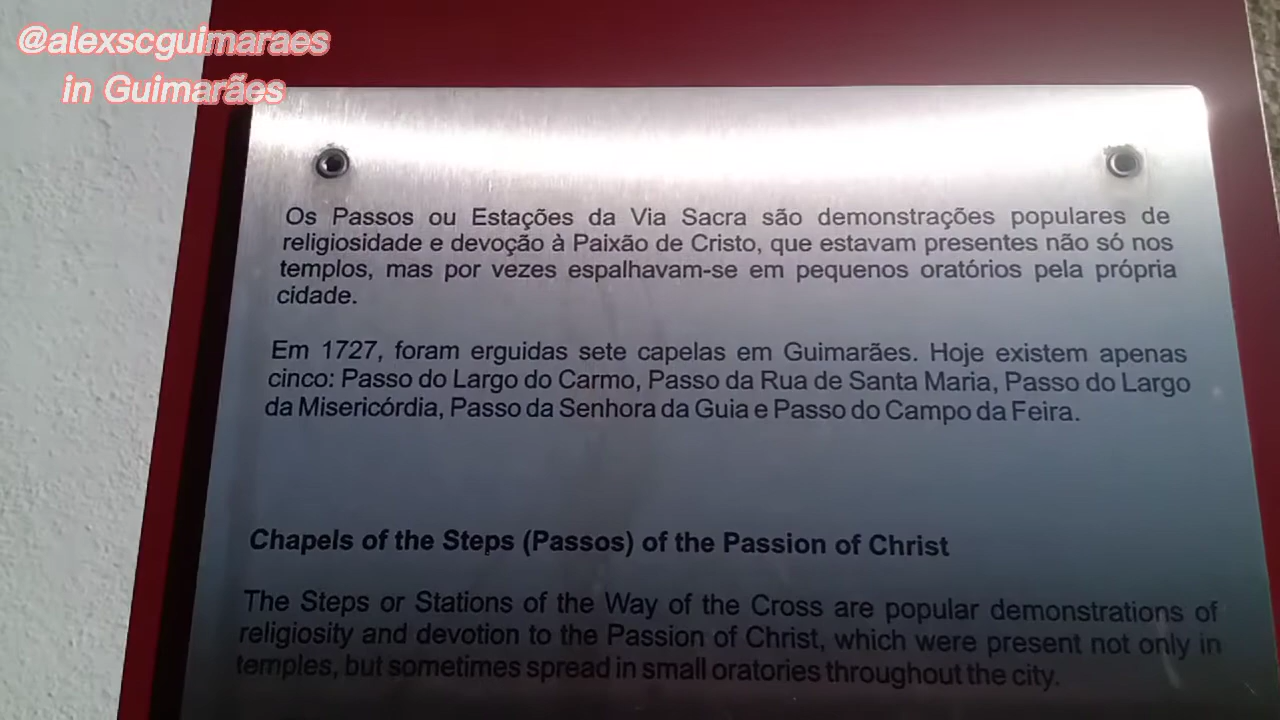 @alexscguimaraes
in Guimarães
Os Passos ou Estações da Via Sacra são demonstrações populares de
religiosidade e devoção à Paixão de Cristo, que estavam presentes não só nos
templos, mas por vezes espalhavam-se em pequenos oratórios pela própria
cidade.
Em 1727, foram erguidas sete capelas em Guimarães. Hoje existem apenas
cinco: Passo do Largo do Carmo, Passo da Rua de Santa Maria, Passo do Largo
da Misericórdia, Passo da Senhora da Guia e Passo do Campo da Feira.
Chapels of the Steps (Passos) of the Passion of Christ
The Steps or Stations of the Way of the Cross are popular demonstrations of
religiosity and devotion to the Passion of Christ, which were present not only in
temples, but sometimes spread in small oratories throughout the city.